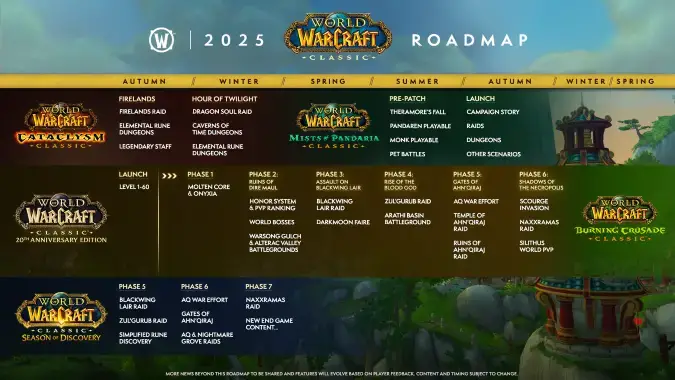 2025
WORLD
WARCRAFT
CLASSIC
ROADMAP
AUTUMN // WINTER // SPRING // SUMMER // AUTUMN // WINTER // SPRING
WORLD
WARCRAFT
CATACLYSM
CLASSIC
FIRELANDS
FIRELANDS RAID
ELEMENTAL RUNE
DUNGEONS
LEGENDARY STAFF
HOUR OF TWILIGHT
DRAGON SOUL RAID
CAVERNS OF
TIME DUNGEONS
ELEMENTAL RUNE
DUNGEONS
WORLD
WARCRAFT
MISTS OF PANDARIA
CLASSIC
PRE-PATCH
THERAMORE'S FALL
PANDAREN PLAYABLE
MONK PLAYABLE
PET BATTLES
LAUNCH
CAMPAIGN STORY
RAIDS
DUNGEONS
OTHER SCENARIOS
WORLD
WARCRAFT
CLASSIC
20TH ANNIVERSARY EDITION
LAUNCH
LEVEL 1-60
>>>
PHASE 1
MOLTEN CORE
& ONYXIA
PHASE 2:
RUINS OF
DIRE MAUL
HONOR SYSTEM
& PVP RANKING
WORLD BOSSES
WARSONG GULCH
& ALTERAC VALLEY
BATTLEGROUNDS
PHASE 3:
ASSAULT ON
BLACKWING LAIR
BLACKWING
LAIR RAID
DARKMOON FAIRE
PHASE 4:
RISE OF THE
BLOOD GOD
ZUL'GURUB RAID
ARATHI BASIN
BATTLEGROUND
PHASE 5:
GATES OF
AHN'QIRAJ
AQ WAR EFFORT
TEMPLE OF
AHN'QIRAJ
RAID
RUINS OF
AHN'QIRAJ
RAID
PHASE 6:
SHADOWS OF
THE NECROPOLIS
SCOURGE
INVASION
NAXXRAMAS
RAID
SILITHUS
WORLD PVP
WORLD
WARCRAFT
BURNING CRUSADE
CLASSIC
WORLD
WARCRAFT
CLASSIC
SEASON OF DISCOVERY
PHASE 5
BLACKWING
LAIR RAID
ZUL'GURUB RAID
SIMPLIFIED RUNE
DISCOVERY
PHASE 6
AQ WAR EFFORT
GATES OF
AHN'QIRAJ
AQ & NIGHTMARE
GROVE RAIDS
PHASE 7
NAXXRAMAS
RAID
NEW END GAME
CONTENT...
MORE NEWS BEYOND THIS ROADMAP TO BE SHARED AND FEATURES WILL EVOLVE BASED ON PLAYER FEEDBACK. CONTENT AND TIMING SUBJECT TO CHANGE.